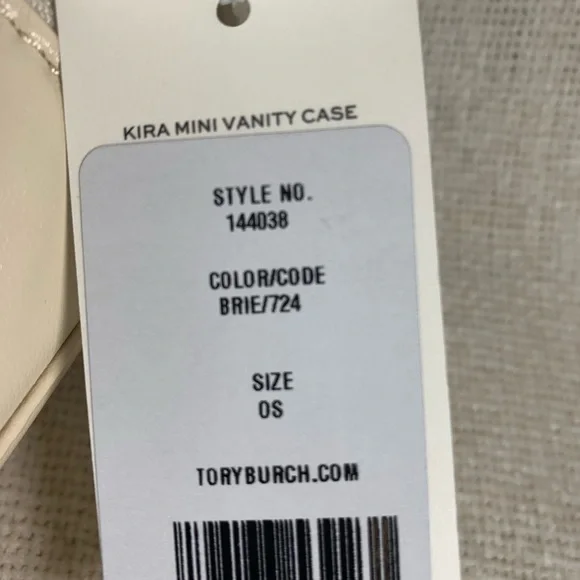 KIRA MINI VANITY CASE
STYLE NO.
144038
COLOR/CODE
BRIE/724
SIZE
OS
TORYBURCH.COM